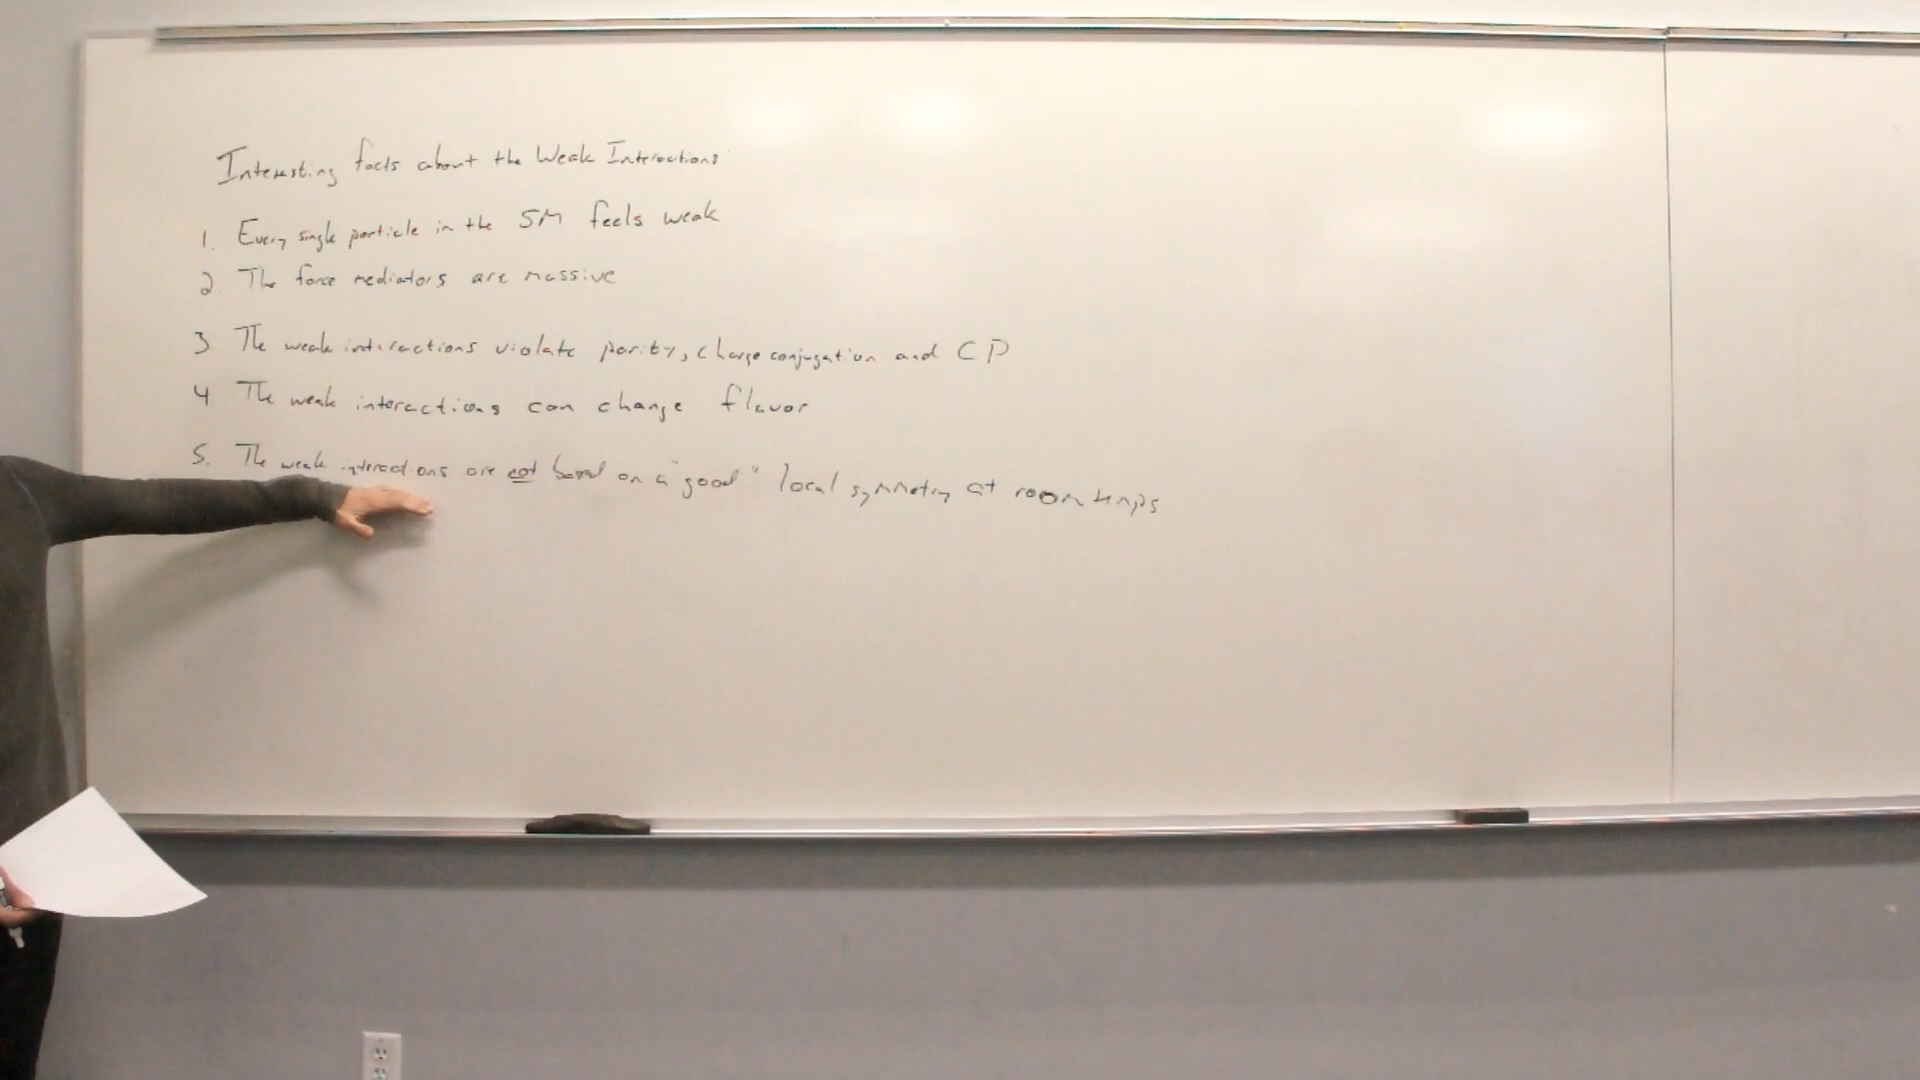 Interesting facts about the Weak Interactions
1. Every single particle in the SM feels weak
2 The force mediators are massive
3 The weak interactions violate parity, charge conjugation and CP
4 The weak interactions can change flavor
5. The weak interactions are not based on a "good" local symmetry at room temps